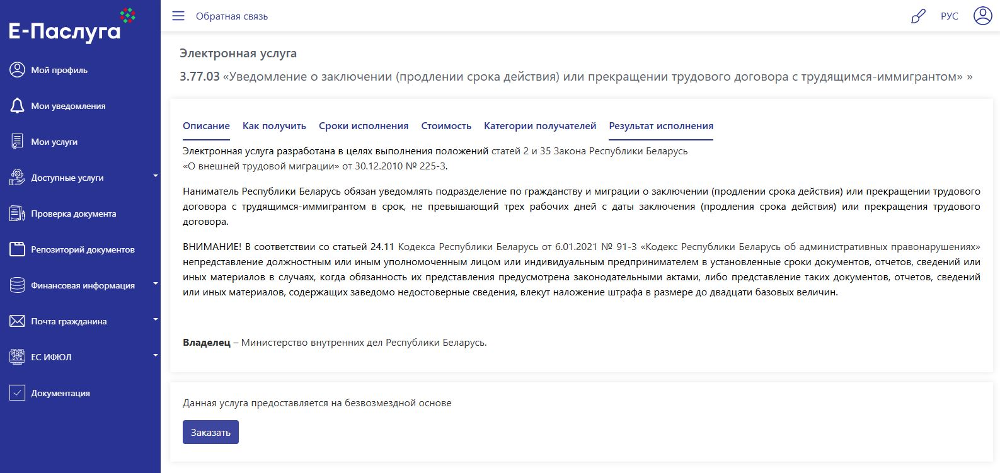 Е-Паслуга
Мой профиль
Мои уведомления
Мои услуги
Доступные услуги
Проверка документа
Репозиторий документов
Финансовая информация
Почта гражданина
ЕС ИФЮЛ
Документация
Обратная связь
РУС
Электронная услуга
3.77.03 «Уведомление о заключении (продлении срока действия) или прекращении трудового договора с трудящимся-иммигрантом» »
Описание Как получить Сроки исполнения Стоимость Категории получателей Результат исполнения
Электронная услуга разработана в целях выполнения положений статей 2 и 35 Закона Республики Беларусь
«О внешней трудовой миграции» от 30.12.2010 № 225-З.
Наниматель Республики Беларусь обязан уведомлять подразделение по гражданству и миграции о заключении (продлении срока действия) или прекращении трудового
договора с трудящимся-иммигрантом в срок, не превышающий трех рабочих дней с даты заключения (продления срока действия) или прекращения трудового
договора.
ВНИМАНИЕ! В соответствии со статьей 24.11 Кодекса Республики Беларусь от 6.01.2021 № 91-З «Кодекс Республики Беларусь об административных правонарушениях»
непредставление должностным или иным уполномоченным лицом или индивидуальным предпринимателем в установленные сроки документов, отчетов, сведений или
иных материалов в случаях, когда обязанность их представления предусмотрена законодательными актами, либо представление таких документов, отчетов, сведений
или иных материалов, содержащих заведомо недостоверные сведения, влекут наложение штрафа в размере до двадцати базовых величин.
Владелец – Министерство внутренних дел Республики Беларусь.
Данная услуга предоставляется на безвозмездной основе
Заказать